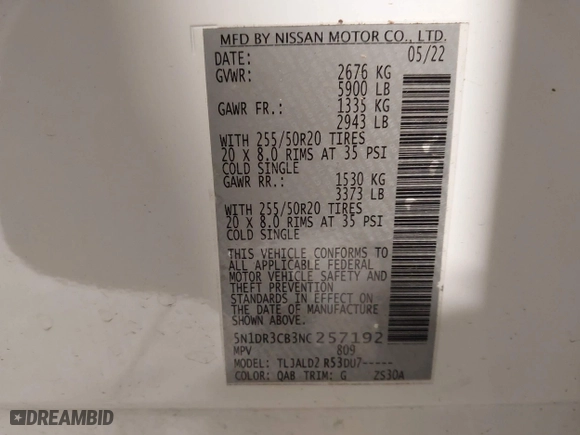 MFD BY NISSAN MOTOR CO., LTD.
DATE: 05/22
GVWR: 2676 KG
5900 LB
GAWR FR.: 1335 KG
2943 LB
WITH 255/50R20 TIRES
20 X 8.0 RIMS AT 35 PSI
COLD SINGLE
GAWR RR.: 1530 KG
3373 LB
WITH 255/50R20 TIRES
20 X 8.0 RIMS AT 35 PSI
COLD SINGLE
THIS VEHICLE CONFORMS TO
ALL APPLICABLE FEDERAL
MOTOR VEHICLE SAFETY AND
THEFT PREVENTION
STANDARDS IN EFFECT ON
THE DATE OF MANUFACTURE
SHOWN ABOVE.
5N1DR3CB3NC257192
MPV 809
MODEL: TLJALD2 R53DU7-----
COLOR: QAB TRIM: G ZS30A
DREAMBID